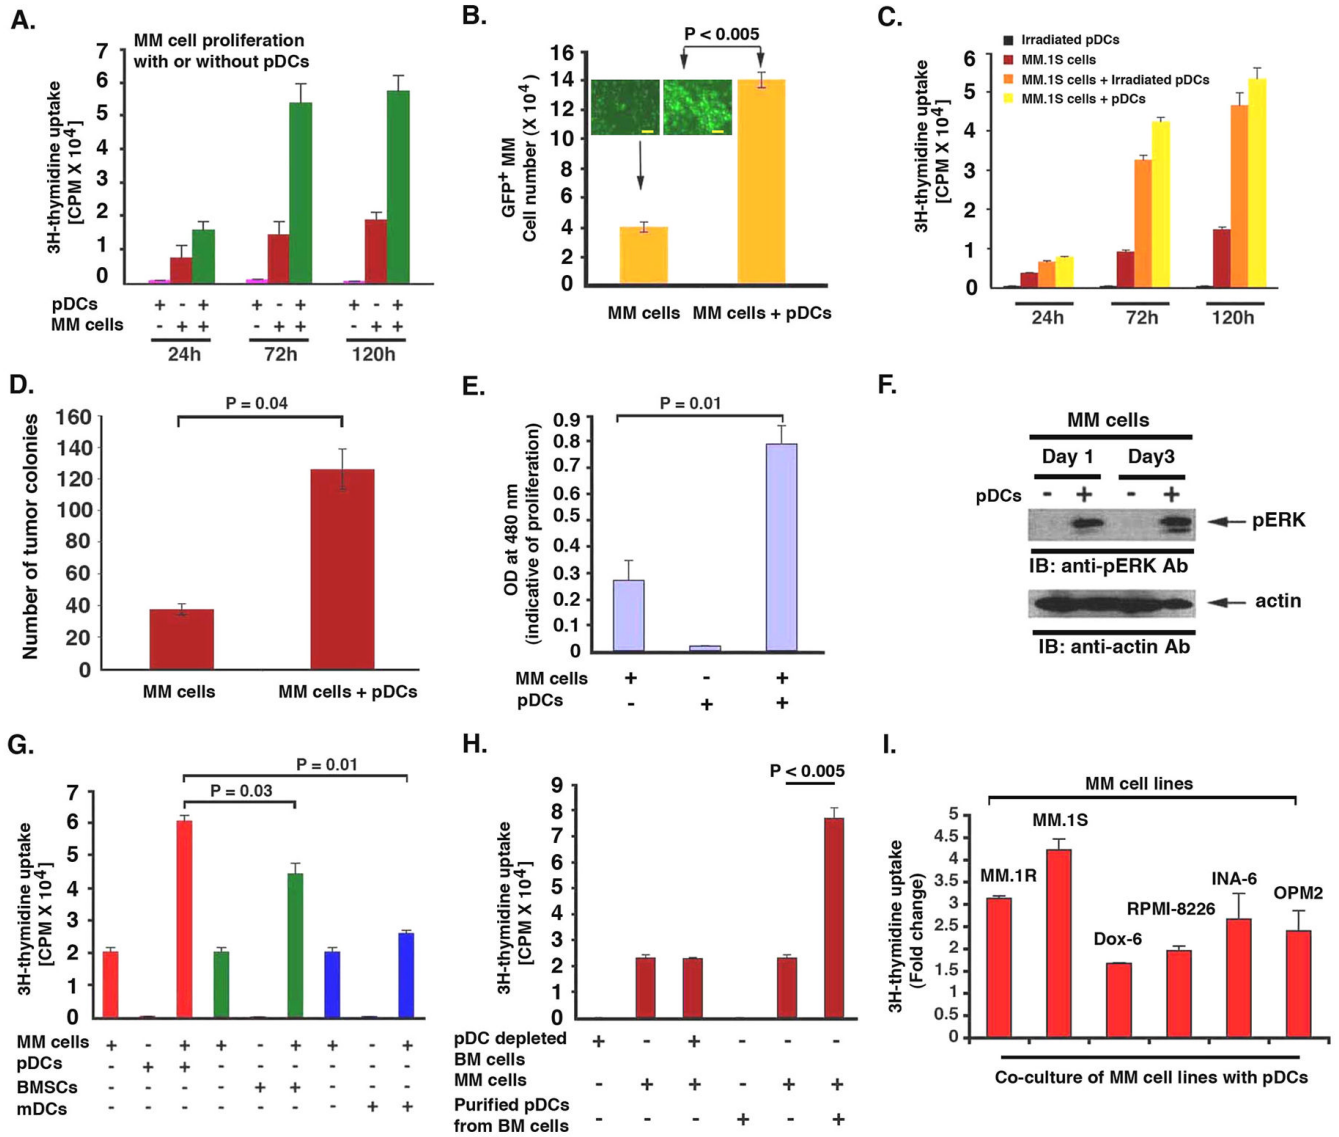 A.
MM cell proliferation
with or without pDCs
3H-thymidine uptake
[CPM X 10⁴]
7
6
5
4
3
2
1
0
pDCs + - + + - + + - +
MM cells - + + - + + - + +
24h 72h 120h
B.
P < 0.005
GFP⁺ MM
Cell number (X 10⁴)
16
14
12
10
8
6
4
2
0
MM cells MM cells + pDCs
C.
Irradiated pDCs
MM.1S cells
MM.1S cells + Irradiated pDCs
MM.1S cells + pDCs
3H-thymidine uptake
[CPM X 10⁴]
6
5
4
3
2
1
0
24h 72h 120h
D.
P = 0.04
Number of tumor colonies
160
140
120
100
80
60
40
20
0
MM cells MM cells + pDCs
E.
P = 0.01
OD at 480 nm
(indicative of proliferation)
0.9
0.8
0.7
0.6
0.5
0.4
0.3
0.2
0.1
0
MM cells + - +
pDCs - + +
F.
MM cells
Day 1 Day3
pDCs - + - +
pERK
IB: anti-pERK Ab
actin
IB: anti-actin Ab
G.
P = 0.01
P = 0.03
3H-thymidine uptake
[CPM X 10⁴]
7
6
5
4
3
2
1
0
MM cells + - + + - + + - +
pDCs - + + - - - - - -
BMSCs - - - - + + - - -
mDCs - - - - - - - + +
H.
P < 0.005
3H-thymidine uptake
[CPM X 10⁴]
9
8
7
6
5
4
3
2
1
0
pDC depleted + - + - - -
BM cells
MM cells - + + - + +
Purified pDCs
from BM cells - - - + - +
I.
MM cell lines
3H-thymidine uptake
(Fold change)
5
4.5
4
3.5
3
2.5
2
1.5
1
0.5
0
MM.1R
MM.1S
Dox-6
RPMI-8226
INA-6
OPM2
Co-culture of MM cell lines with pDCs